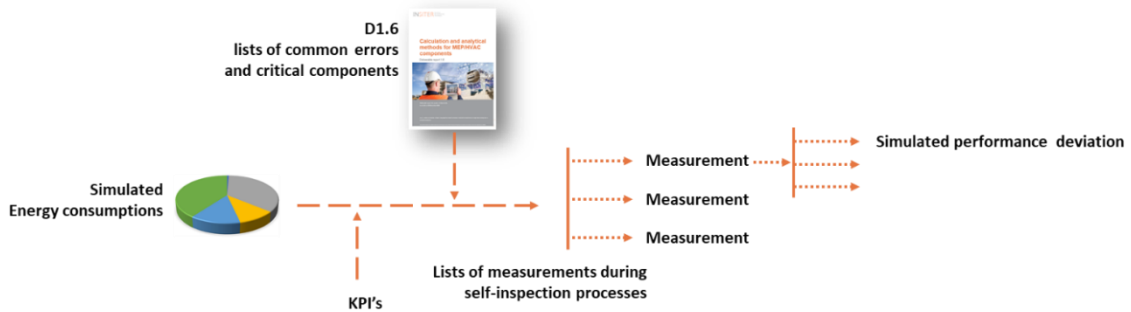 D1.6
lists of common errors
and critical components
Calculation and analytical
methods for MEP/HVAC
components
Simulated
Energy consumptions
KPI's
Lists of measurements during
self-inspection processes
Measurement
Measurement
Measurement
Simulated performance deviation